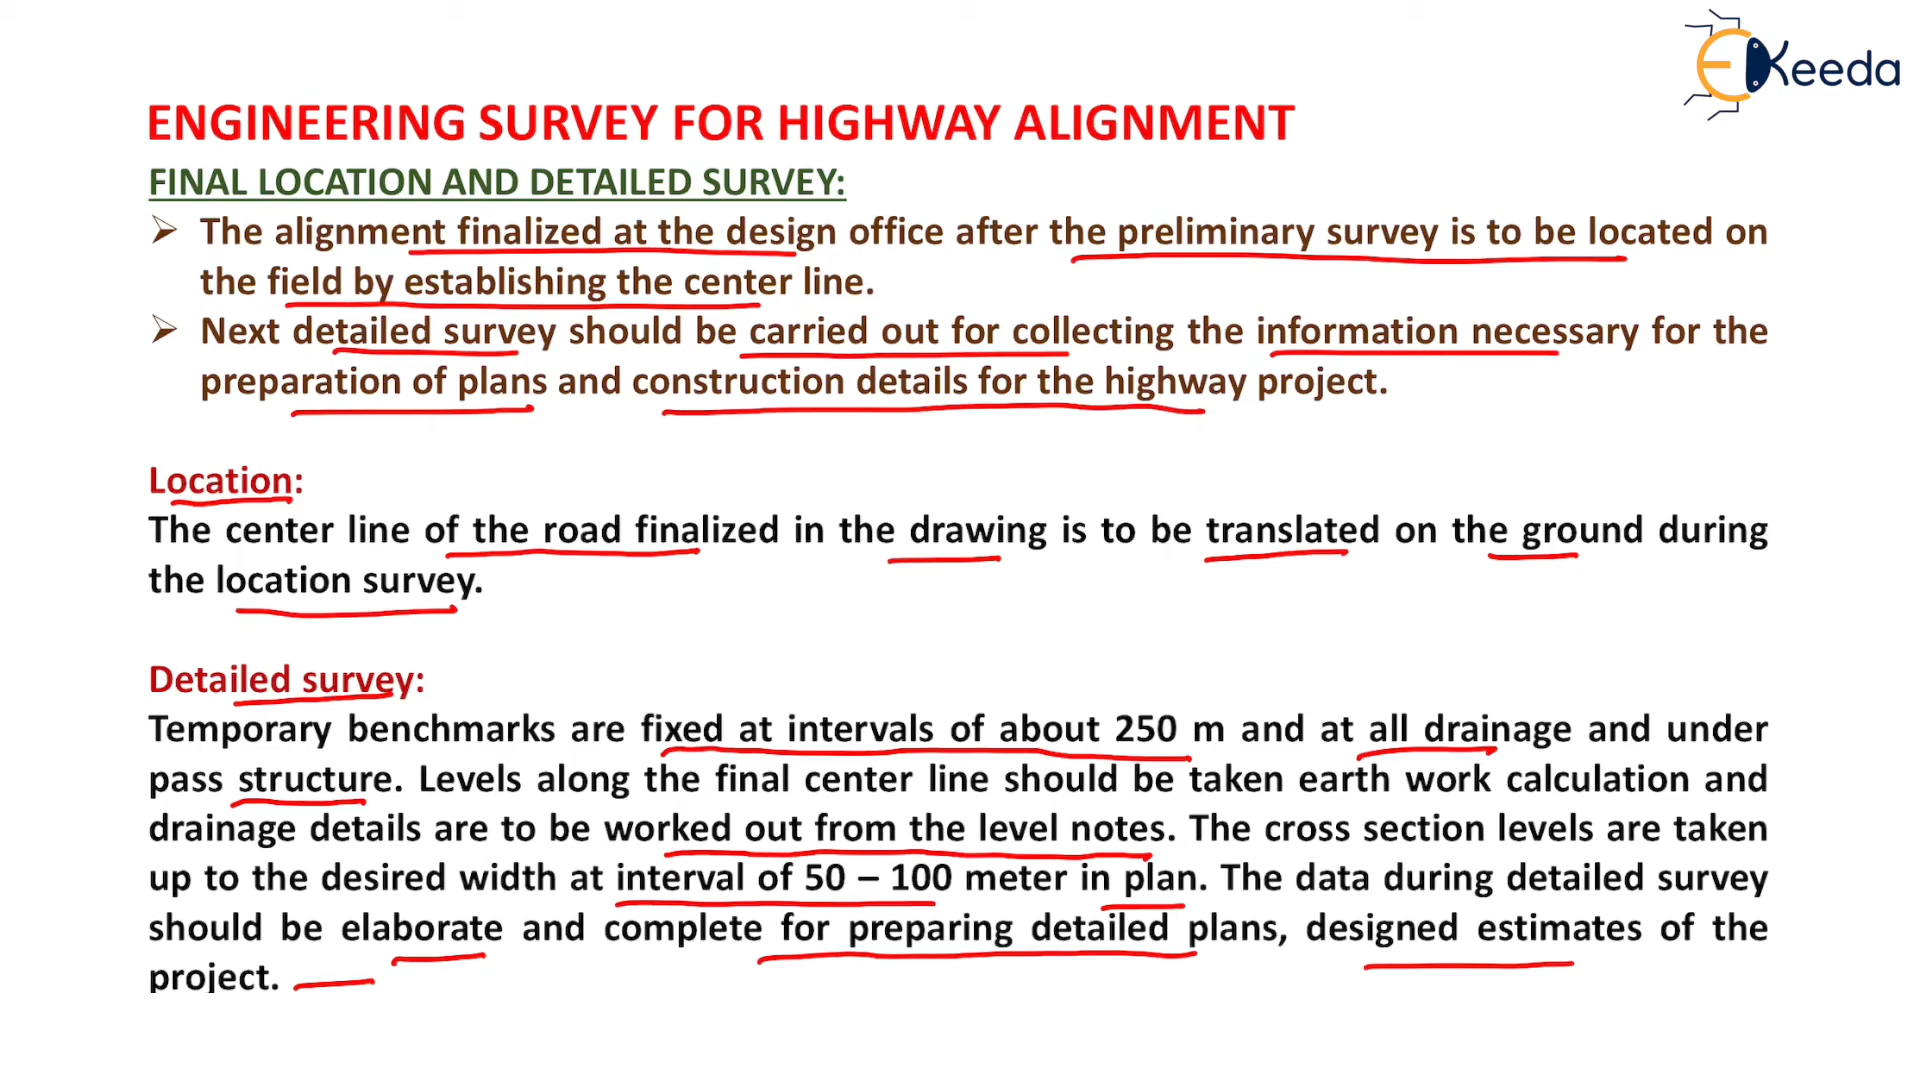 EKeeda
ENGINEERING SURVEY FOR HIGHWAY ALIGNMENT
FINAL LOCATION AND DETAILED SURVEY:
➢ The alignment finalized at the design office after the preliminary survey is to be located on
the field by establishing the center line.
➢ Next detailed survey should be carried out for collecting the information necessary for the
preparation of plans and construction details for the highway project.
Location:
The center line of the road finalized in the drawing is to be translated on the ground during
the location survey.
Detailed survey:
Temporary benchmarks are fixed at intervals of about 250 m and at all drainage and under
pass structure. Levels along the final center line should be taken earth work calculation and
drainage details are to be worked out from the level notes. The cross section levels are taken
up to the desired width at interval of 50 – 100 meter in plan. The data during detailed survey
should be elaborate and complete for preparing detailed plans, designed estimates of the
project.